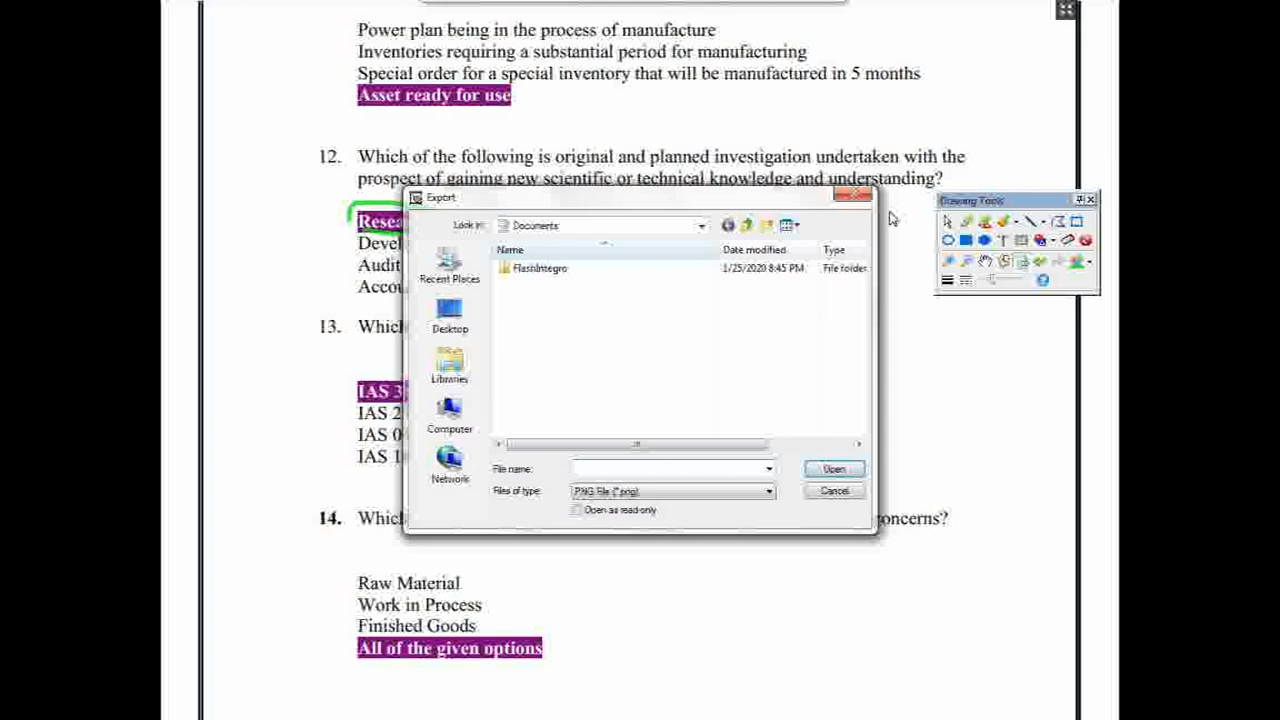 Power plan being in the process of manufacture
Inventories requiring a substantial period for manufacturing
Special order for a special inventory that will be manufactured in 5 months
Asset ready for use
12. Which of the following is original and planned investigation undertaken with the
prospect of gaining new scientific or technical knowledge and understanding?
Export
Drawing Tools
Resea
Look in:
Documents
Devel
Name
Date modified
Type
Audit
FlashIntegro
1/25/2020 8:45 PM
File folder
Recent Places
Accou
13. Which
Desktop
Libraries
IAS 3
IAS 2
Computer
IAS 0
IAS 1
Network
File name:
Open
Files of type:
PNG File (*.png)
Cancel
Open as read-only
14. Whic
concerns?
Raw Material
Work in Process
Finished Goods
All of the given options